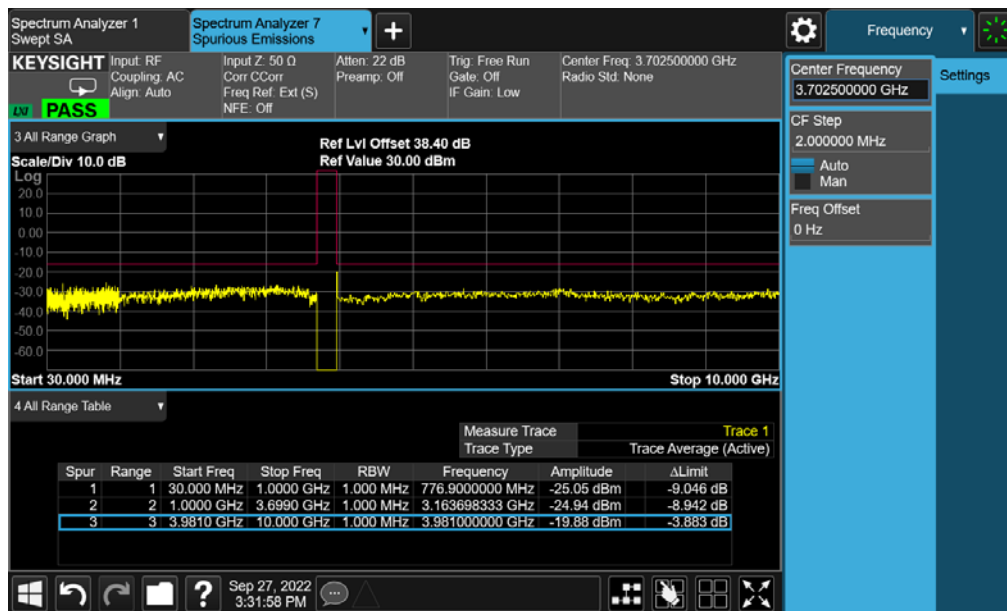 Spectrum Analyzer 1
Swept SA
Spectrum Analyzer 7
Spurious Emissions
+
Frequency
KEYSIGHT
LXI
PASS
Input: RF
Coupling: AC
Align: Auto
Input Z: 50 Ω
Corr CCorr
Freq Ref: Ext (S)
NFE: Off
Atten: 22 dB
Preamp: Off
Trig: Free Run
Gate: Off
IF Gain: Low
Center Freq: 3.702500000 GHz
Radio Std: None
Center Frequency
3.702500000 GHz
Settings
CF Step
2.000000 MHz
Auto
Man
Freq Offset
0 Hz
3 All Range Graph
Scale/Div 10.0 dB
Ref Lvl Offset 38.40 dB
Ref Value 30.00 dBm
Log
20.0
10.0
0.00
-10.0
-20.0
-30.0
-40.0
-50.0
-60.0
Start 30.000 MHz
Stop 10.000 GHz
4 All Range Table
Measure Trace Trace 1
Trace Type Trace Average (Active)
Spur Range Start Freq Stop Freq RBW Frequency Amplitude ΔLimit
1 1 30.000 MHz 1.0000 GHz 1.000 MHz 776.9000000 MHz -25.05 dBm -9.046 dB
2 2 1.0000 GHz 3.6990 GHz 1.000 MHz 3.163698333 GHz -24.94 dBm -8.942 dB
3 3 3.9810 GHz 10.000 GHz 1.000 MHz 3.981000000 GHz -19.88 dBm -3.883 dB
?
Sep 27, 2022
3:31:58 PM